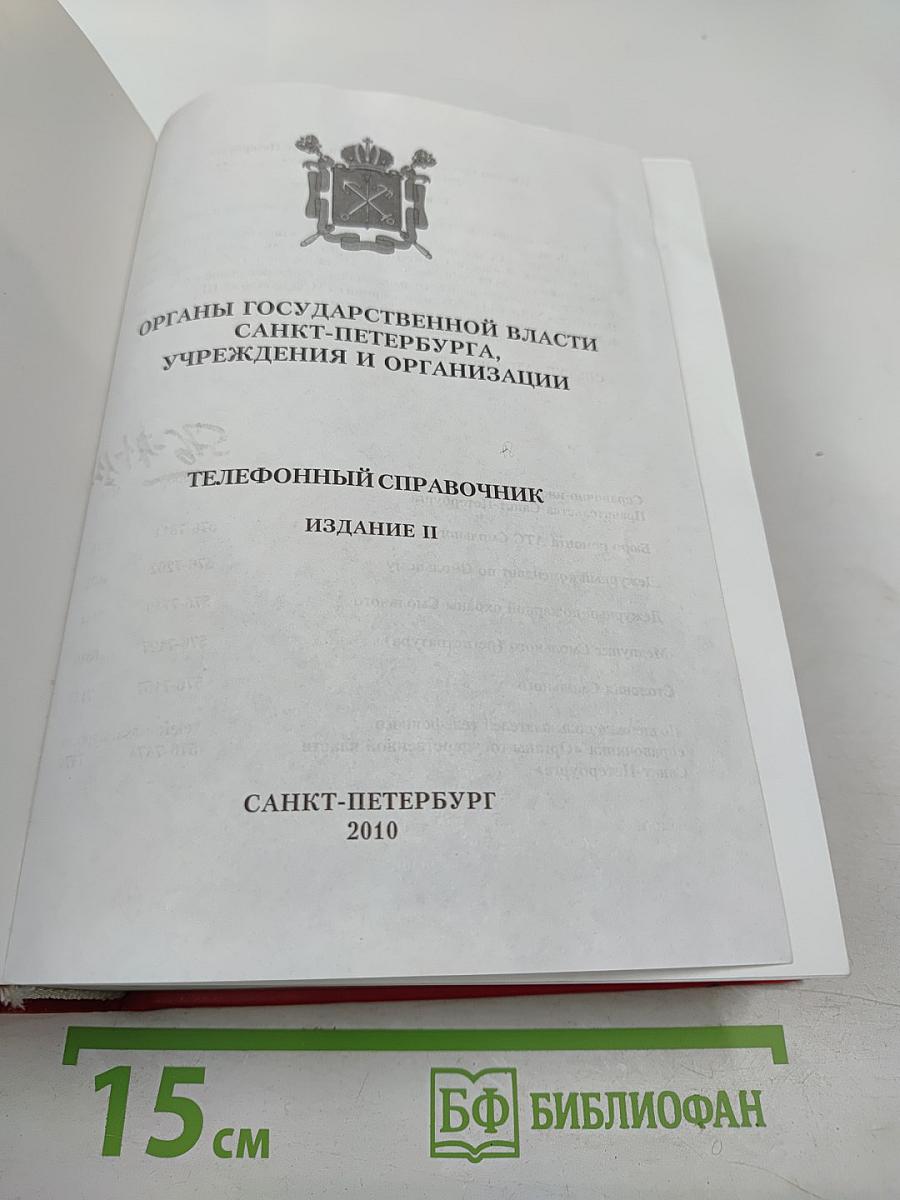 ОРГАНЫ ГОСУДАРСТВЕННОЙ ВЛАСТИ
САНКТ-ПЕТЕРБУРГА,
УЧРЕЖДЕНИЯ И ОРГАНИЗАЦИИ
ТЕЛЕФОННЫЙ СПРАВОЧНИК
ИЗДАНИЕ II
САНКТ-ПЕТЕРБУРГ
2010
15 см
БФ БИБЛИОФАН